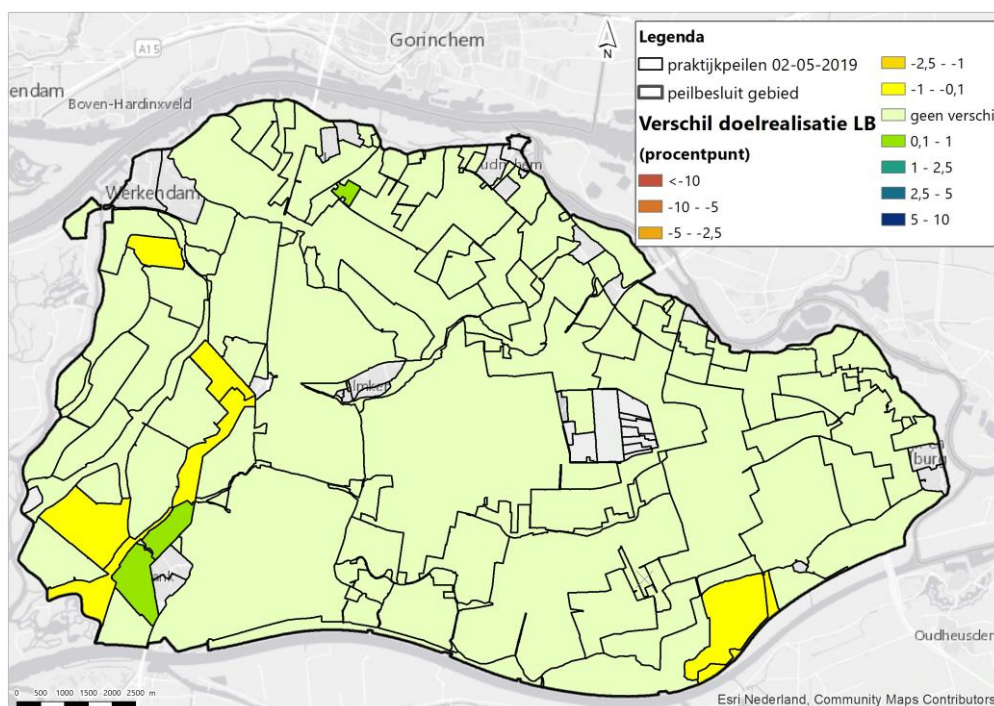 Gorinchem
A15
endam
Boven-Hardinxveld
Werkendam
N
Legenda
praktijkpeilen 02-05-2019
peilbesluit gebied
Verschil doelrealisatie LB
(procentpunt)
<-10
-10 - -5
-5 - -2,5
-2,5 - -1
-1 - -0,1
geen verschi
0,1 - 1
1 - 2,5
2,5 - 5
5 - 10
burg
Oudheusden
0 500 1000 1500 2000 2500 m
Esri Nederland, Community Maps Contributors